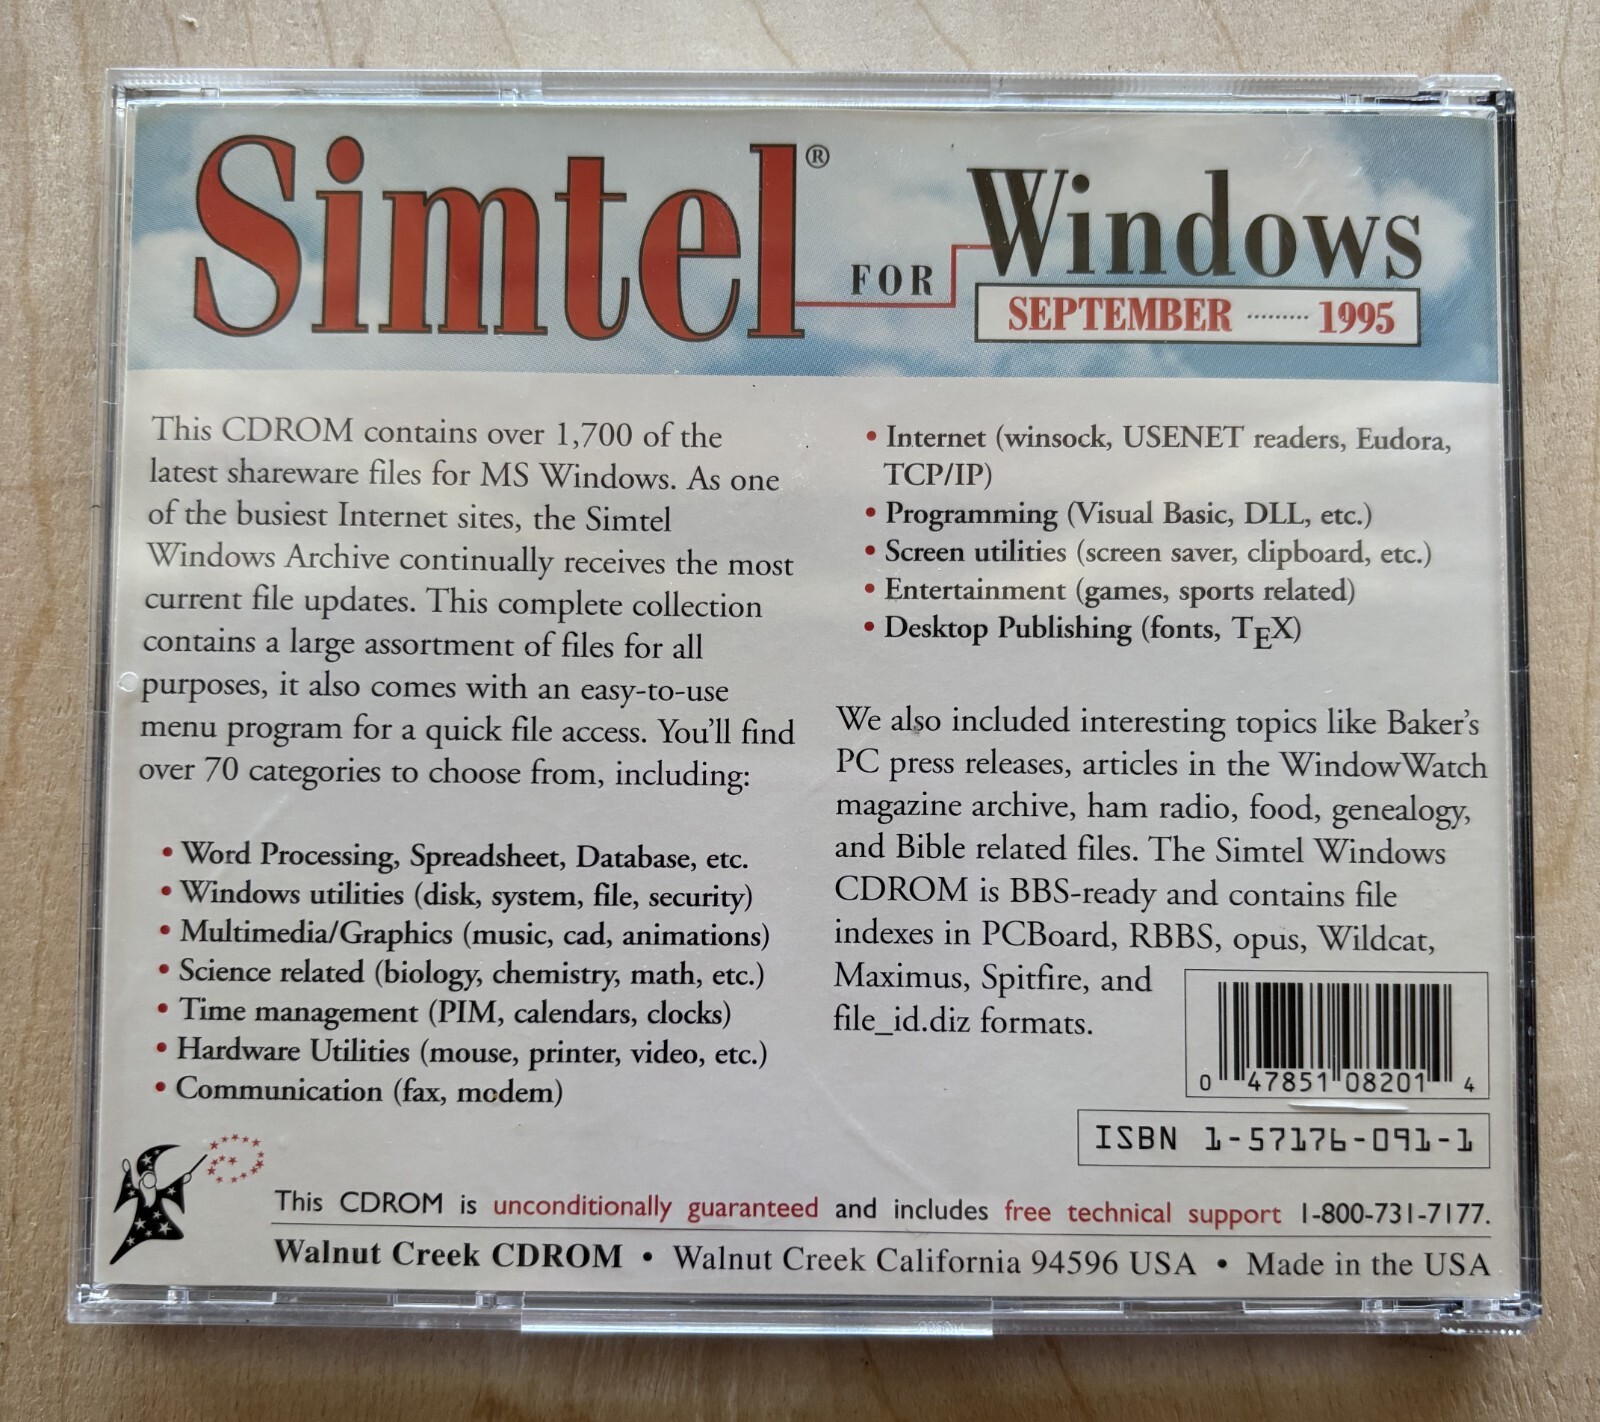 Simtel® FOR Windows
SEPTEMBER ......... 1995
This CDROM contains over 1,700 of the
latest shareware files for MS Windows. As one
of the busiest Internet sites, the Simtel
Windows Archive continually receives the most
current file updates. This complete collection
contains a large assortment of files for all
purposes, it also comes with an easy-to-use
menu program for a quick file access. You'll find
over 70 categories to choose from, including:
• Word Processing, Spreadsheet, Database, etc.
• Windows utilities (disk, system, file, security)
• Multimedia/Graphics (music, cad, animations)
• Science related (biology, chemistry, math, etc.)
• Time management (PIM, calendars, clocks)
• Hardware Utilities (mouse, printer, video, etc.)
• Communication (fax, modem)
• Internet (winsock, USENET readers, Eudora,
TCP/IP)
• Programming (Visual Basic, DLL, etc.)
• Screen utilities (screen saver, clipboard, etc.)
• Entertainment (games, sports related)
• Desktop Publishing (fonts, TEX)
We also included interesting topics like Baker's
PC press releases, articles in the WindowWatch
magazine archive, ham radio, food, genealogy,
and Bible related files. The Simtel Windows
CDROM is BBS-ready and contains file
indexes in PCBoard, RBBS, opus, Wildcat,
Maximus, Spitfire, and
file_id.diz formats.
0 47851 08201 4
ISBN 1-57176-091-1
This CDROM is unconditionally guaranteed and includes free technical support 1-800-731-7177.
Walnut Creek CDROM • Walnut Creek California 94596 USA • Made in the USA